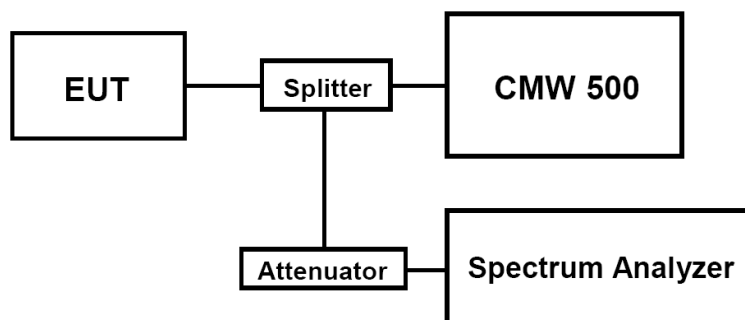 EUT
Splitter
CMW 500
Attenuator
Spectrum Analyzer